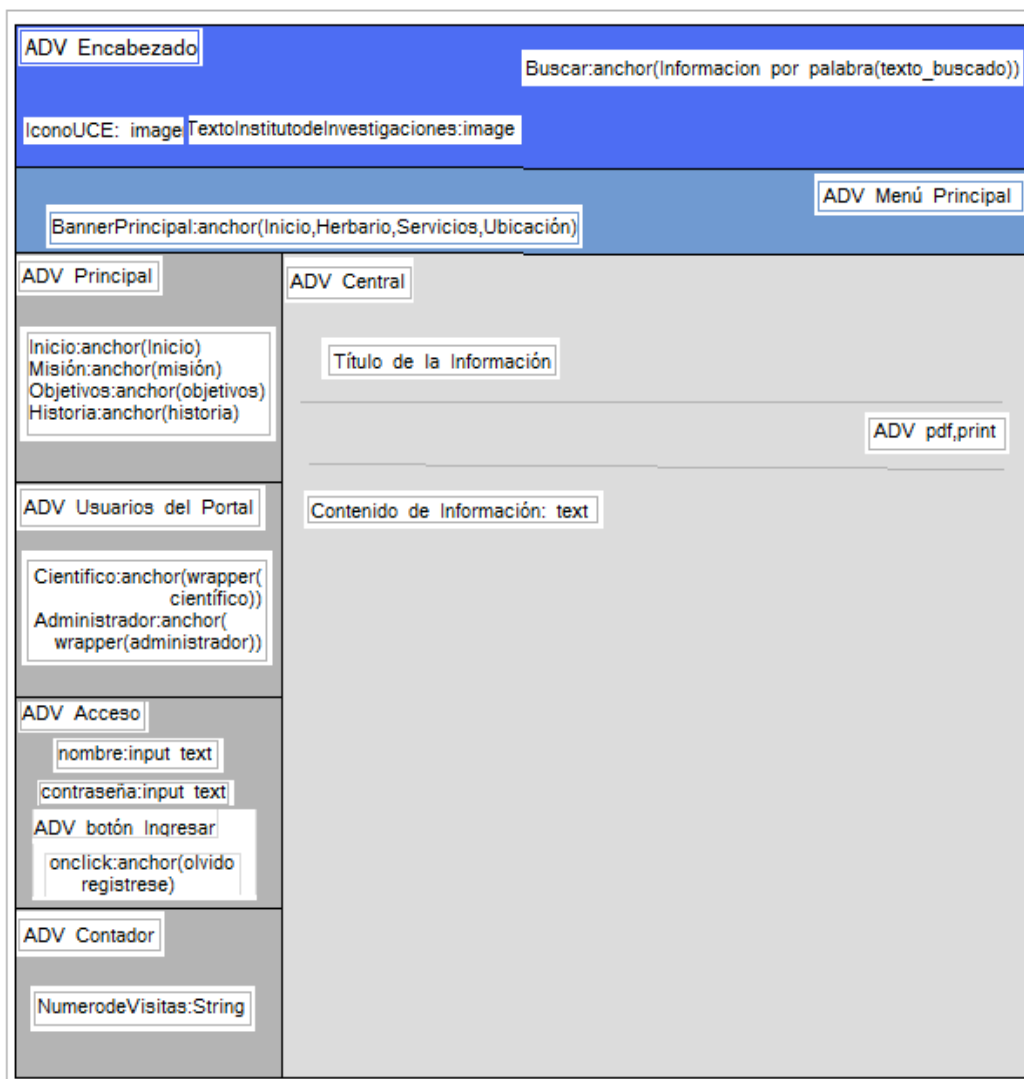 ADV Encabezado
Buscar:anchor(Informacion por palabra(texto_buscado))
IconoUCE: image
TextoInstitutodeInvestigaciones:image
ADV Menú Principal
BannerPrincipal:anchor(Inicio,Herbario,Servicios,Ubicación)
ADV Principal
Inicio:anchor(Inicio)
Misión:anchor(misión)
Objetivos:anchor(objetivos)
Historia:anchor(historia)
ADV Usuarios del Portal
Cientifico:anchor(wrapper(
científico))
Administrador:anchor(
wrapper(administrador))
ADV Acceso
nombre:input text
contraseña:input text
ADV botón Ingresar
onclick:anchor(olvido
registrese)
ADV Contador
NumerodeVisitas:String
ADV Central
Título de la Información
ADV pdf,print
Contenido de Información: text